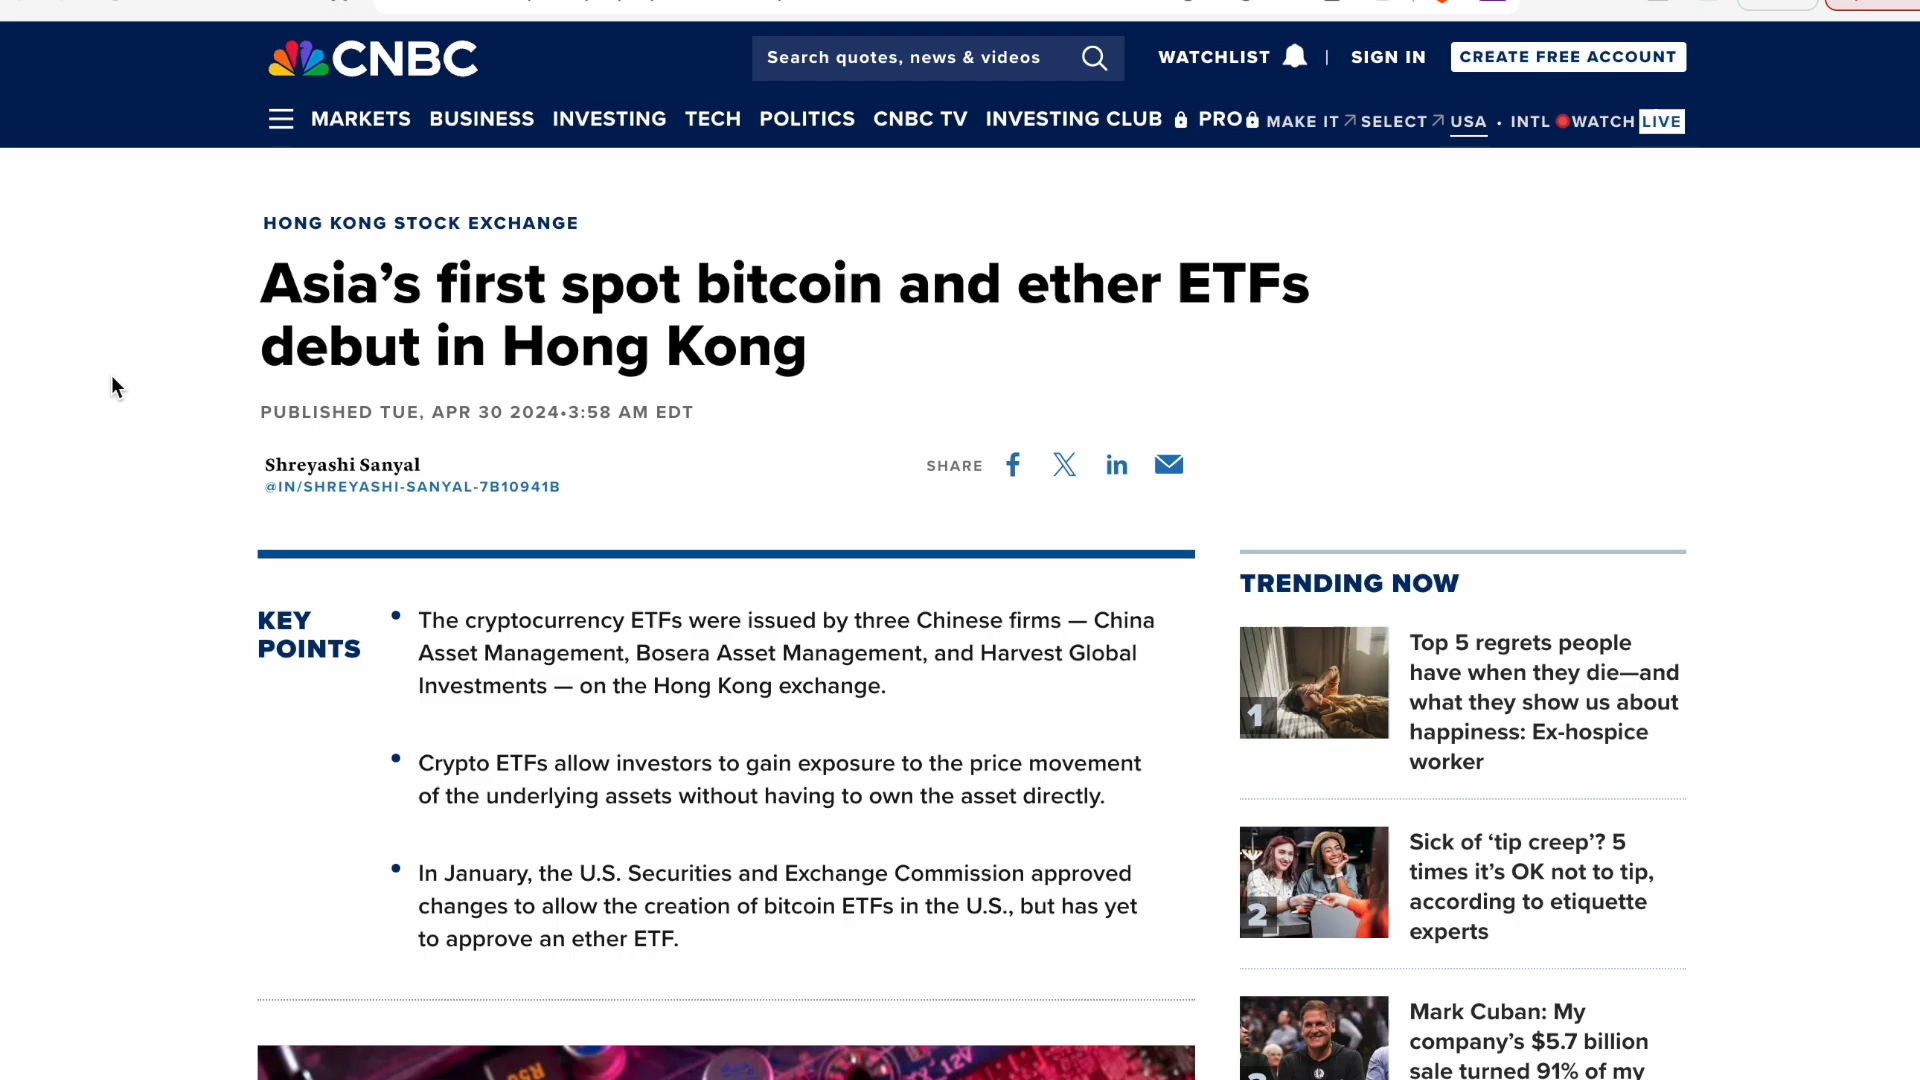 CNBC
Search quotes, news & videos
WATCHLIST
|
SIGN IN
CREATE FREE ACCOUNT
MARKETS
BUSINESS
INVESTING
TECH
POLITICS
CNBC TV
INVESTING CLUB
PRO
MAKE IT
SELECT
USA
• INTL
WATCH
LIVE
HONG KONG STOCK EXCHANGE
Asia’s first spot bitcoin and ether ETFs
debut in Hong Kong
PUBLISHED TUE, APR 30 2024•3:58 AM EDT
Shreyashi Sanyal
@IN/SHREYASHI-SANYAL-7B10941B
SHARE
KEY
POINTS
• The cryptocurrency ETFs were issued by three Chinese firms — China
Asset Management, Bosera Asset Management, and Harvest Global
Investments — on the Hong Kong exchange.
• Crypto ETFs allow investors to gain exposure to the price movement
of the underlying assets without having to own the asset directly.
• In January, the U.S. Securities and Exchange Commission approved
changes to allow the creation of bitcoin ETFs in the U.S., but has yet
to approve an ether ETF.
12V
TRENDING NOW
1
Top 5 regrets people
have when they die—and
what they show us about
happiness: Ex-hospice
worker
2
Sick of ‘tip creep’? 5
times it’s OK not to tip,
according to etiquette
experts
Mark Cuban: My
company’s $5.7 billion
sale turned 91% of my